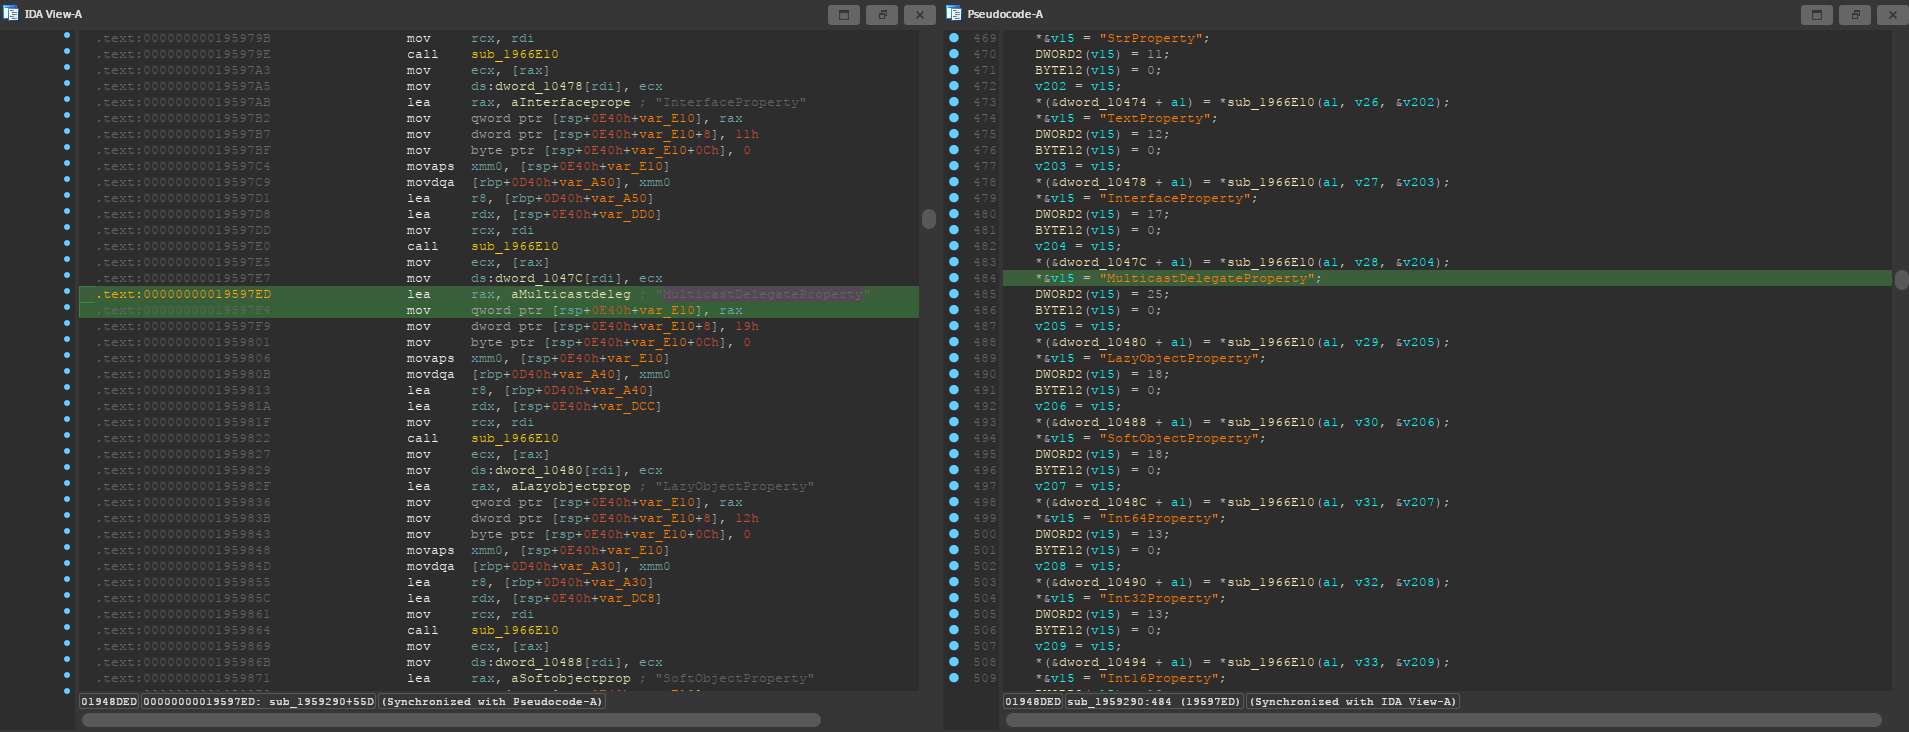 IDA View-A
.text:000000000195979B mov rcx, rdi
.text:000000000195979E call sub_1966E10
.text:00000000019597A3 mov ecx, [rax]
.text:00000000019597A5 mov ds:dword_10478[rdi], ecx
.text:00000000019597AB lea rax, aInterfaceprope ; "InterfaceProperty"
.text:00000000019597B2 mov qword ptr [rsp+0E40h+var_E10], rax
.text:00000000019597B7 mov dword ptr [rsp+0E40h+var_E10+8], 11h
.text:00000000019597BF mov byte ptr [rsp+0E40h+var_E10+0Ch], 0
.text:00000000019597C4 movaps xmm0, [rsp+0E40h+var_E10]
.text:00000000019597C9 movdqa [rbp+0D40h+var_A50], xmm0
.text:00000000019597D1 lea r8, [rbp+0D40h+var_A50]
.text:00000000019597D8 lea rdx, [rsp+0E40h+var_DD0]
.text:00000000019597DD mov rcx, rdi
.text:00000000019597E0 call sub_1966E10
.text:00000000019597E5 mov ecx, [rax]
.text:00000000019597E7 mov ds:dword_1047C[rdi], ecx
.text:00000000019597ED lea rax, aMulticastdeleg ; "MulticastDelegateProperty"
.text:00000000019597F4 mov qword ptr [rsp+0E40h+var_E10], rax
.text:00000000019597F9 mov dword ptr [rsp+0E40h+var_E10+8], 19h
.text:0000000001959801 mov byte ptr [rsp+0E40h+var_E10+0Ch], 0
.text:0000000001959806 movaps xmm0, [rsp+0E40h+var_E10]
.text:000000000195980B movdqa [rbp+0D40h+var_A40], xmm0
.text:0000000001959813 lea r8, [rbp+0D40h+var_A40]
.text:000000000195981A lea rdx, [rsp+0E40h+var_DCC]
.text:000000000195981F mov rcx, rdi
.text:0000000001959822 call sub_1966E10
.text:0000000001959827 mov ecx, [rax]
.text:0000000001959829 mov ds:dword_10480[rdi], ecx
.text:000000000195982F lea rax, aLazyobjectprop ; "LazyObjectProperty"
.text:0000000001959836 mov qword ptr [rsp+0E40h+var_E10], rax
.text:000000000195983B mov dword ptr [rsp+0E40h+var_E10+8], 12h
.text:0000000001959843 mov byte ptr [rsp+0E40h+var_E10+0Ch], 0
.text:0000000001959848 movaps xmm0, [rsp+0E40h+var_E10]
.text:000000000195984D movdqa [rbp+0D40h+var_A30], xmm0
.text:0000000001959855 lea r8, [rbp+0D40h+var_A30]
.text:000000000195985C lea rdx, [rsp+0E40h+var_DC8]
.text:0000000001959861 mov rcx, rdi
.text:0000000001959864 call sub_1966E10
.text:0000000001959869 mov ecx, [rax]
.text:000000000195986B mov ds:dword_10488[rdi], ecx
.text:0000000001959871 lea rax, aSoftobjectprop ; "SoftObjectProperty"
01948DED 00000000019597ED: sub_1959290+55D (Synchronized with Pseudocode-A)
Pseudocode-A
469 *&v15 = "StrProperty";
470 DWORD2(v15) = 11;
471 BYTE12(v15) = 0;
472 v202 = v15;
473 *(&dword_10474 + a1) = *sub_1966E10(a1, v26, &v202);
474 *&v15 = "TextProperty";
475 DWORD2(v15) = 12;
476 BYTE12(v15) = 0;
477 v203 = v15;
478 *(&dword_10478 + a1) = *sub_1966E10(a1, v27, &v203);
479 *&v15 = "InterfaceProperty";
480 DWORD2(v15) = 17;
481 BYTE12(v15) = 0;
482 v204 = v15;
483 *(&dword_1047C + a1) = *sub_1966E10(a1, v28, &v204);
484 *&v15 = "MulticastDelegateProperty";
485 DWORD2(v15) = 25;
486 BYTE12(v15) = 0;
487 v205 = v15;
488 *(&dword_10480 + a1) = *sub_1966E10(a1, v29, &v205);
489 *&v15 = "LazyObjectProperty";
490 DWORD2(v15) = 18;
491 BYTE12(v15) = 0;
492 v206 = v15;
493 *(&dword_10488 + a1) = *sub_1966E10(a1, v30, &v206);
494 *&v15 = "SoftObjectProperty";
495 DWORD2(v15) = 18;
496 BYTE12(v15) = 0;
497 v207 = v15;
498 *(&dword_1048C + a1) = *sub_1966E10(a1, v31, &v207);
499 *&v15 = "Int64Property";
500 DWORD2(v15) = 13;
501 BYTE12(v15) = 0;
502 v208 = v15;
503 *(&dword_10490 + a1) = *sub_1966E10(a1, v32, &v208);
504 *&v15 = "Int32Property";
505 DWORD2(v15) = 13;
506 BYTE12(v15) = 0;
507 v209 = v15;
508 *(&dword_10494 + a1) = *sub_1966E10(a1, v33, &v209);
509 *&v15 = "Int16Property";
01948DED sub_1959290:484 (19597ED) (Synchronized with IDA View-A)